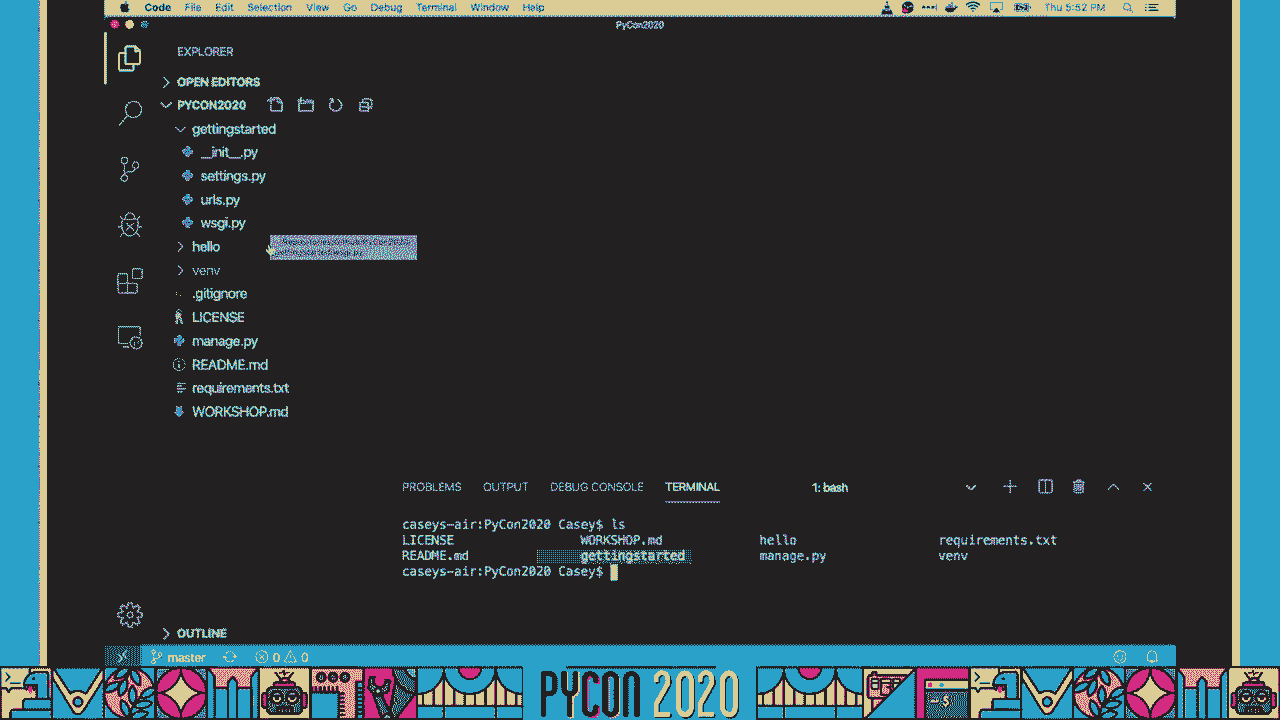 Code File Edit Selection View Go Debug Terminal Window Help Thu 5:52 PM
PyCon2020
EXPLORER
OPEN EDITORS
PYCON2020
gettingstarted
__init__.py
settings.py
urls.py
wsgi.py
hello
venv
.gitignore
LICENSE
manage.py
README.md
requirements.txt
WORKSHOP.md
PROBLEMS OUTPUT DEBUG CONSOLE TERMINAL 1: bash
caseys-air:PyCon2020 Casey$ ls
LICENSE WORKSHOP.md hello requirements.txt
README.md gettingstarted manage.py venv
caseys-air:PyCon2020 Casey$
OUTLINE
master 0 0
PYCON 2020